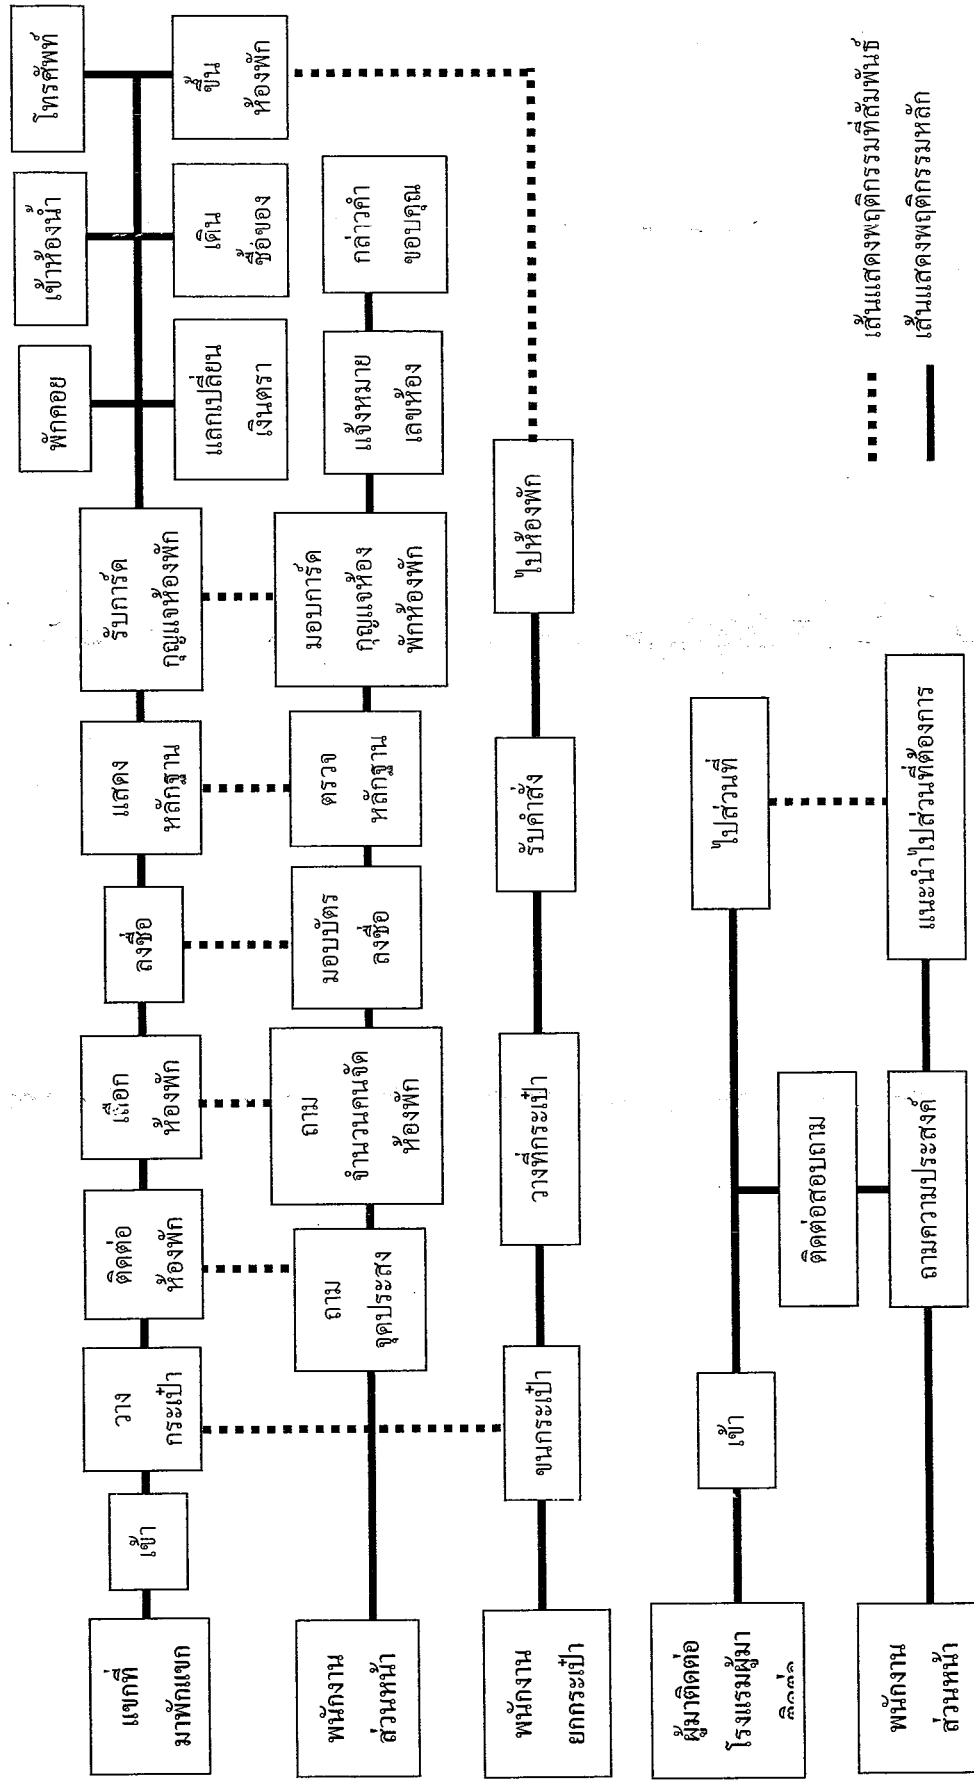 แขกที่
มาพักแขก
เข้า
วาง
กระเป๋า
ติดต่อ
ห้องพัก
เลือก
ห้องพัก
ลงชื่อ
แสดง
หลักฐาน
รับการ์ด
กุญแจห้องพัก
พักคอย
เข้าห้องน้ำ
โทรศัพท์
แลกเปลี่ยน
เงินตรา
เดิน
ซื้อของ
ขึ้น
ห้องพัก
พนักงาน
ส่วนหน้า
ถาม
จุดประสง
ถาม
จำนวนคนจัด
ห้องพัก
มอบบัตร
ลงชื่อ
ตรวจ
หลักฐาน
มอบการ์ด
กุญแจห้อง
พักห้องพัก
แจ้งหมาย
เลขห้อง
กล่าวคำ
ขอบคุณ
พนักงาน
ยกกระเป๋า
ขนกระเป๋า
วางที่กระเป๋า
รับคำสั่ง
ไปห้องพัก
ผู้มาติดต่อ
โรงแรมผู้มา
ติดต่อ
เข้า
ติดต่อสอบถาม
ไปส่วนที่
พนักงาน
ส่วนหน้า
ถามความประสงค์
แนะนำไปส่วนที่ต้องการ
เส้นแสดงพฤติกรรมที่สัมพันธ์
เส้นแสดงพฤติกรรมหลัก